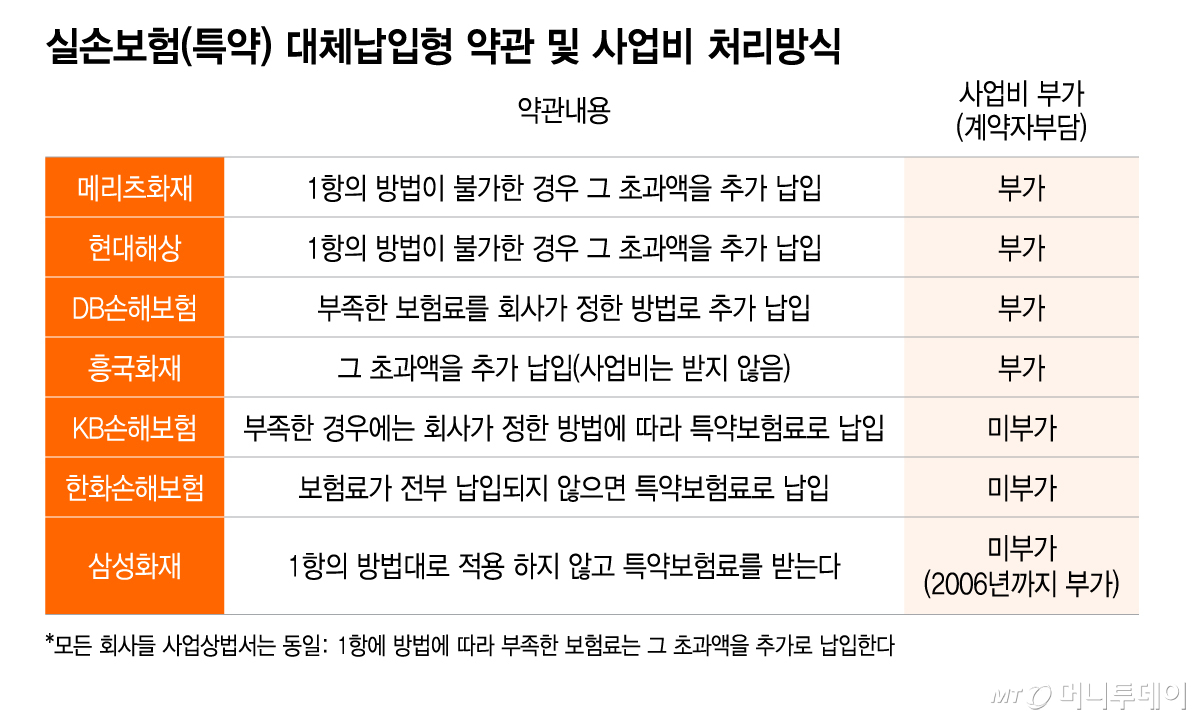 실손보험(특약) 대체납입형 약관 및 사업비 처리방식
약관내용
사업비 부가
(계약자부담)
메리츠화재 1항의 방법이 불가한 경우 그 초과액을 추가 납입 부가
현대해상 1항의 방법이 불가한 경우 그 초과액을 추가 납입 부가
DB손해보험 부족한 보험료를 회사가 정한 방법로 추가 납입 부가
흥국화재 그 초과액을 추가 납입(사업비는 받지 않음) 부가
KB손해보험 부족한 경우에는 회사가 정한 방법에 따라 특약보험료로 납입 미부가
한화손해보험 보험료가 전부 납입되지 않으면 특약보험료로 납입 미부가
삼성화재 1항의 방법대로 적용 하지 않고 특약보험료를 받는다 미부가
(2006년까지 부가)
*모든 회사들 사업상법서는 동일: 1항에 방법에 따라 부족한 보험료는 그 초과액을 추가로 납입한다
MT 머니투데이